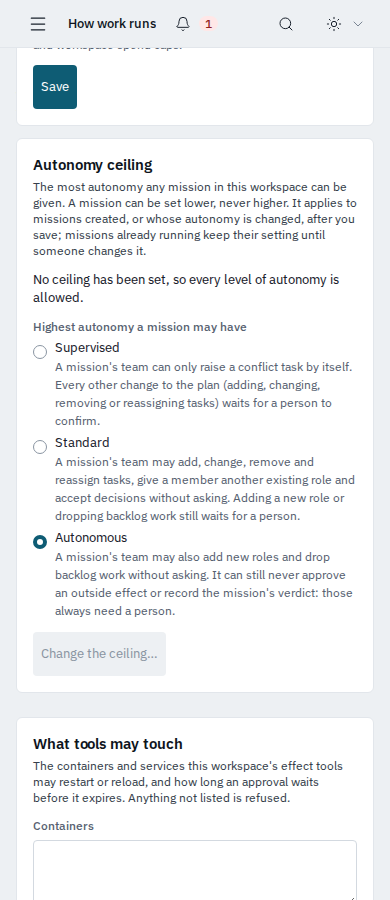 How work runs
1
and workspace spend caps.
Save
Autonomy ceiling
The most autonomy any mission in this workspace can be
given. A mission can be set lower, never higher. It applies to
missions created, or whose autonomy is changed, after you
save; missions already running keep their setting until
someone changes it.
No ceiling has been set, so every level of autonomy is
allowed.
Highest autonomy a mission may have
Supervised
A mission's team can only raise a conflict task by itself.
Every other change to the plan (adding, changing,
removing or reassigning tasks) waits for a person to
confirm.
Standard
A mission's team may add, change, remove and
reassign tasks, give a member another existing role and
accept decisions without asking. Adding a new role or
dropping backlog work still waits for a person.
Autonomous
A mission's team may also add new roles and drop
backlog work without asking. It can still never approve
an outside effect or record the mission's verdict: those
always need a person.
Change the ceiling...
What tools may touch
The containers and services this workspace's effect tools
may restart or reload, and how long an approval waits
before it expires. Anything not listed is refused.
Containers